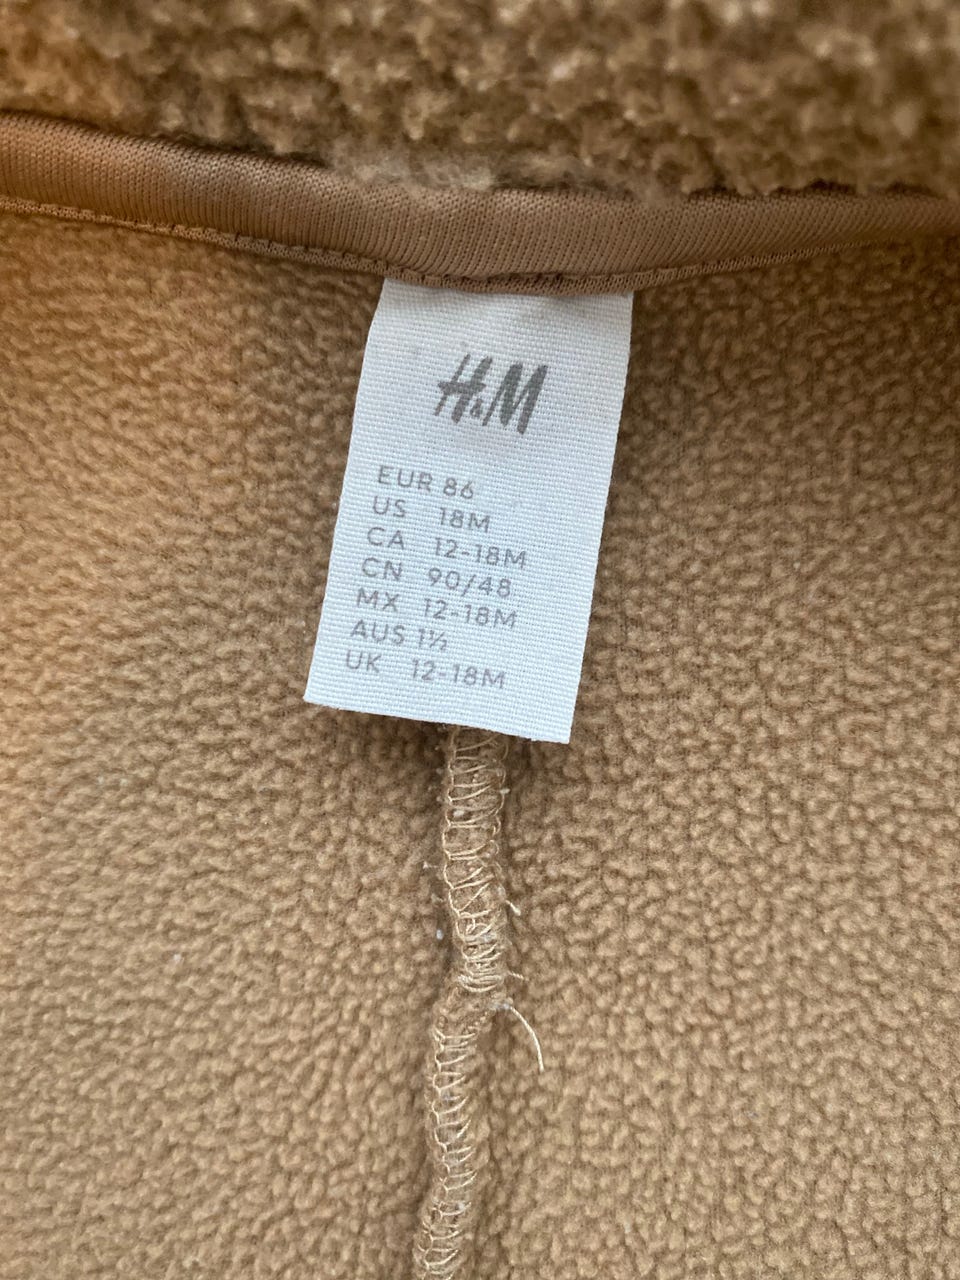 H&M
EUR 86
US 18M
CA 12-18M
CN 90/48
MX 12-18M
AUS 1½
UK 12-18M